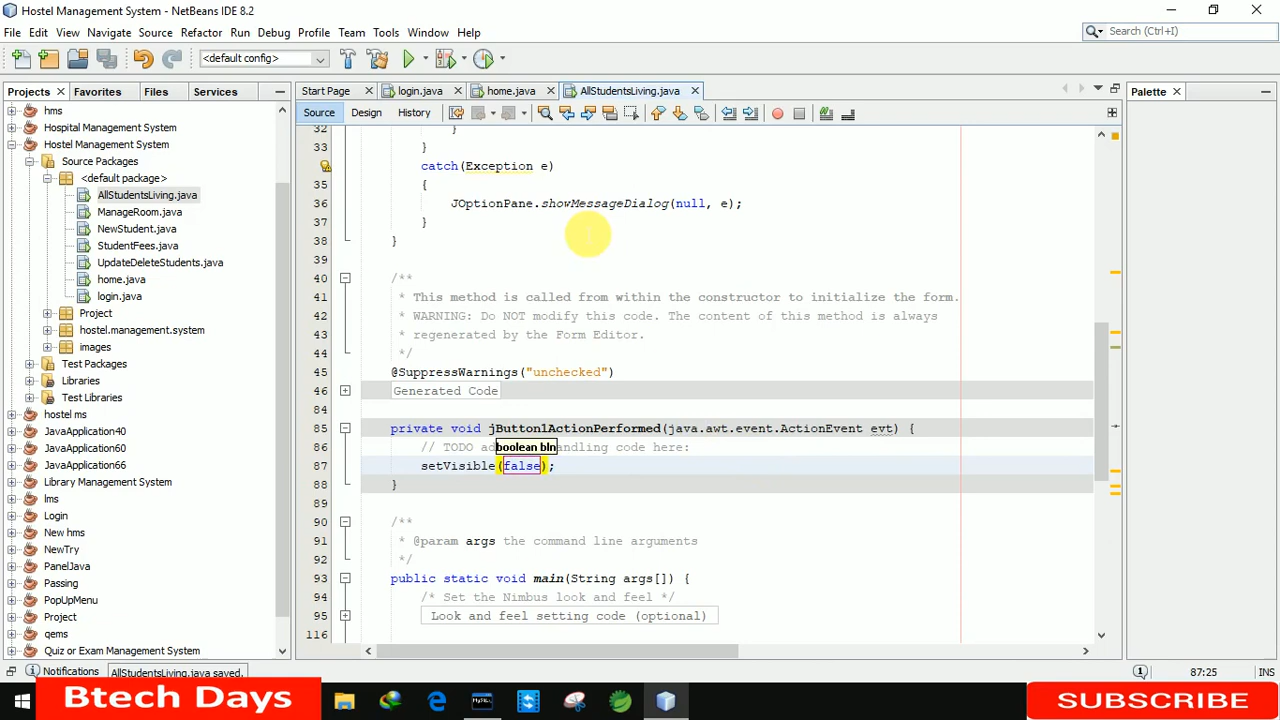 Hostel Management System - NetBeans IDE 8.2
File Edit View Navigate Source Refactor Run Debug Profile Team Tools Window Help
Search (Ctrl+I)
<default config>
Projects Favorites Files Services
Start Page login.java home.java AllStudentsLiving.java
Palette
Source Design History
hms
Hospital Management System
Hostel Management System
Source Packages
<default package>
AllStudentsLiving.java
ManageRoom.java
NewStudent.java
StudentFees.java
UpdateDeleteStudents.java
home.java
login.java
Project
hostel.management.system
images
Test Packages
Libraries
Test Libraries
hostel ms
JavaApplication40
JavaApplication60
JavaApplication66
Library Management System
lms
Login
New hms
NewTry
PanelJava
Passing
PopUpMenu
Project
qems
Quiz or Exam Management System
32 }
33 }
catch(Exception e)
35 {
36 JOptionPane.showMessageDialog(null, e);
37 }
38 }
39
40 /**
41 * This method is called from within the constructor to initialize the form.
42 * WARNING: Do NOT modify this code. The content of this method is always
43 * regenerated by the Form Editor.
44 */
45 @SuppressWarnings("unchecked")
46 Generated Code
84
85 private void jButton1ActionPerformed(java.awt.event.ActionEvent evt) {
86 // TODO ad boolean bln andling code here:
87 setVisible(false);
88 }
89
90 /**
91 * @param args the command line arguments
92 */
93 public static void main(String args[]) {
94 /* Set the Nimbus look and feel */
95 Look and feel setting code (optional)
116
Notifications AllStudentsLiving.java saved.
87:25 INS
Btech Days
SUBSCRIBE